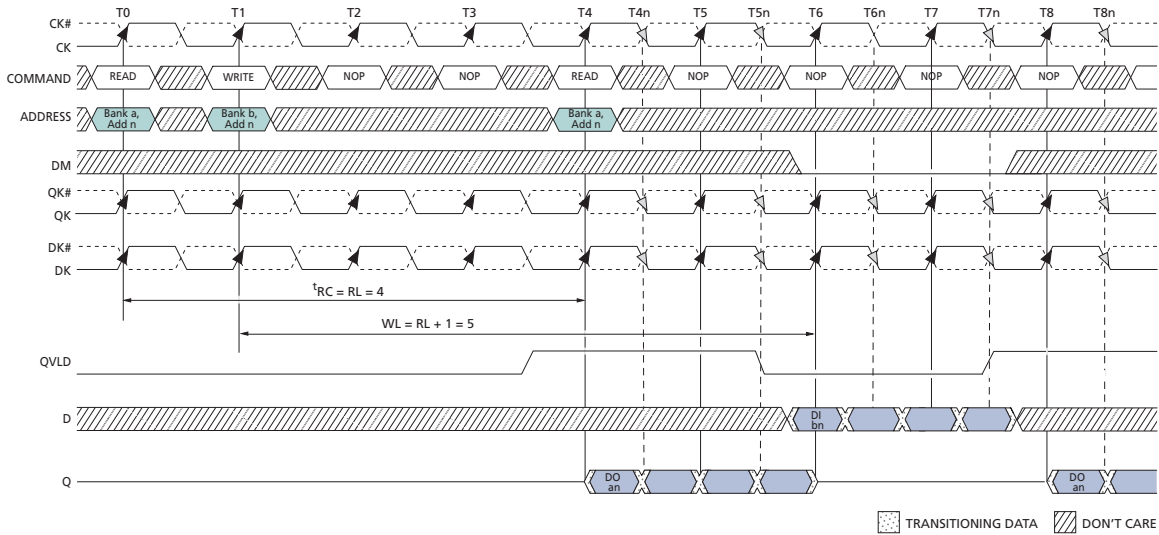 T0 T1 T2 T3 T4 T4n T5 T5n T6 T6n T7 T7n T8 T8n
CK#
CK
COMMAND READ WRITE NOP NOP READ NOP NOP NOP NOP
ADDRESS Bank a, Add n Bank b, Add n Bank a, Add n
DM
QK#
QK
DK#
DK
tRC = RL = 4
WL = RL + 1 = 5
QVLD
D DI bn
Q DO an DO an
TRANSITIONING DATA DON'T CARE